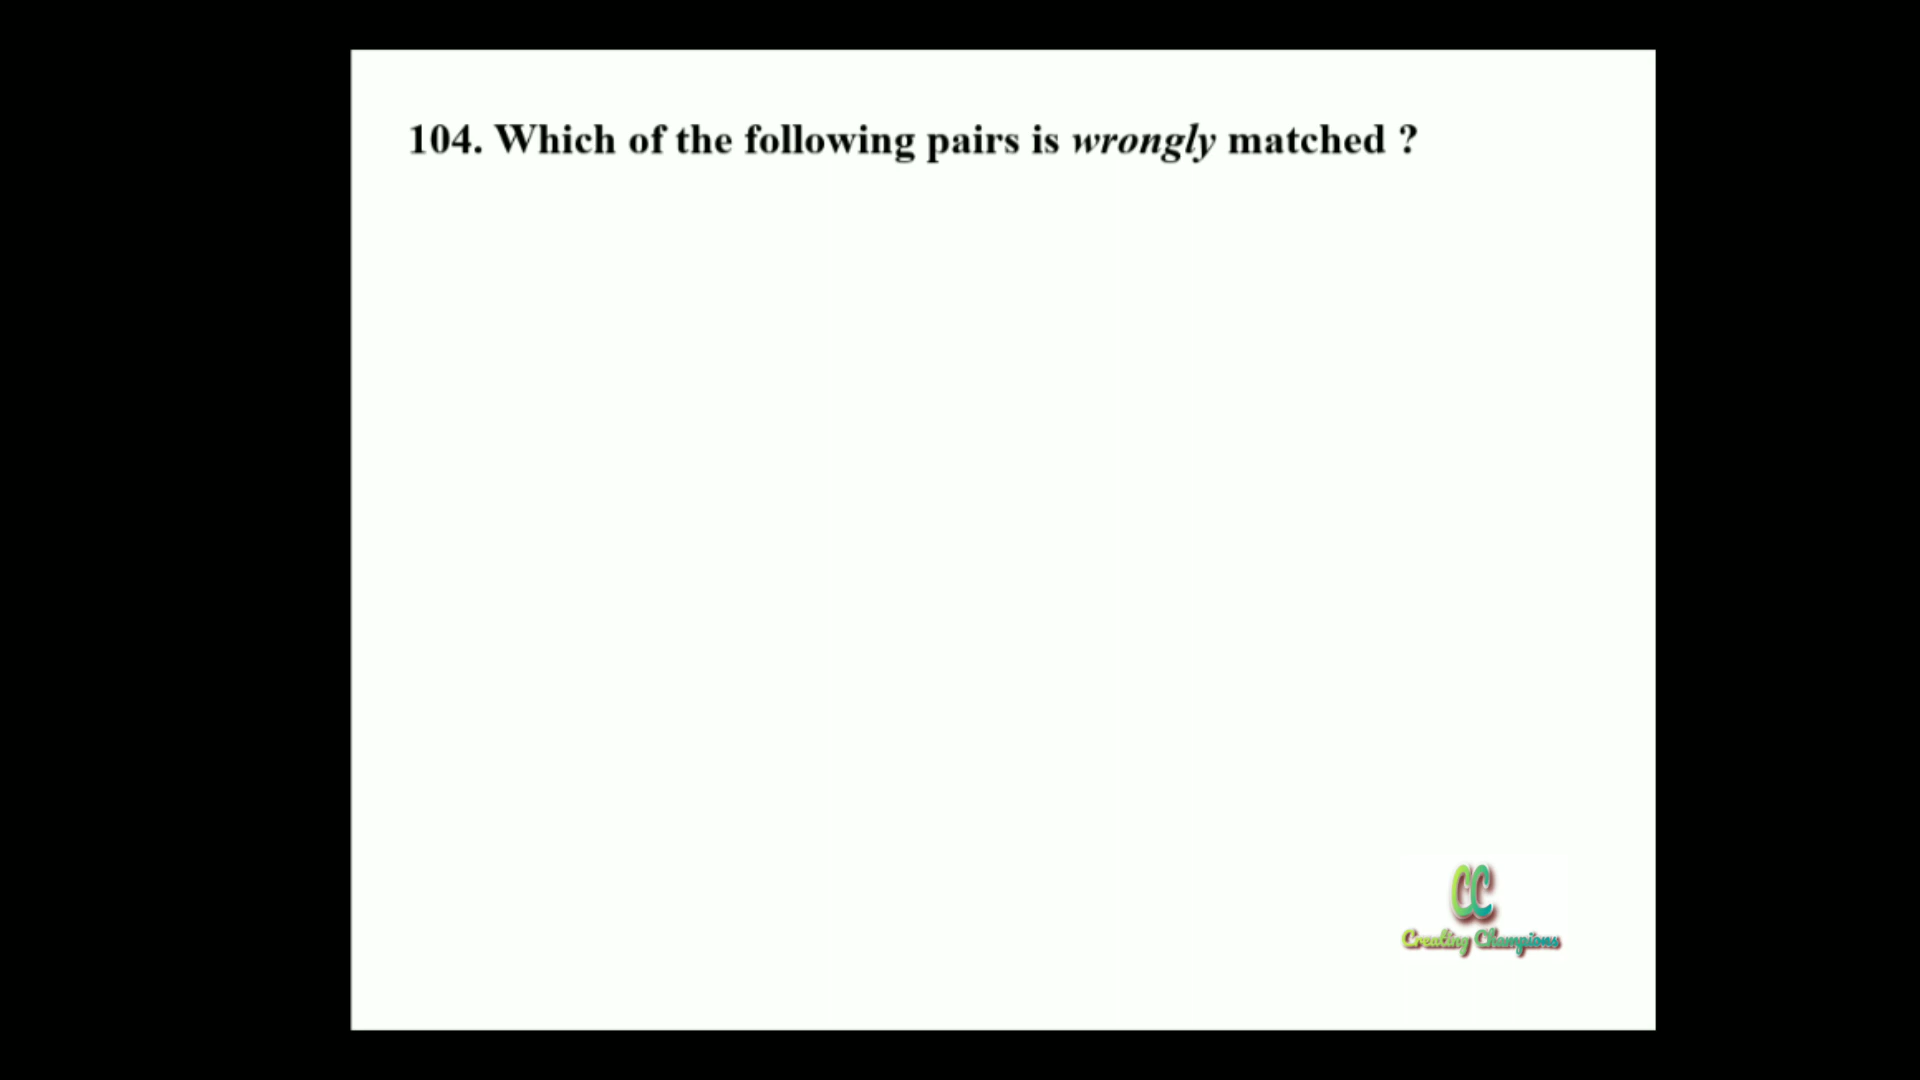 104. Which of the following pairs is wrongly matched ?
CC
Creating Champions